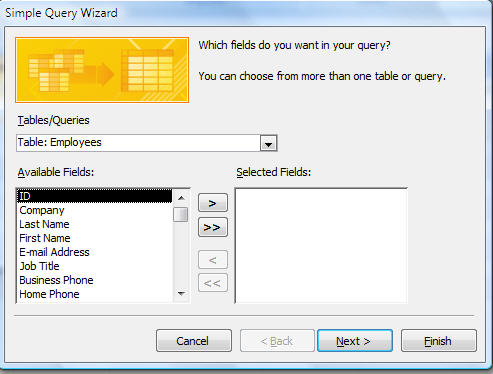 Simple Query Wizard
Which fields do you want in your query?
You can choose from more than one table or query.
Tables/Queries
Table: Employees
Available Fields:
Selected Fields:
ID
Company
Last Name
First Name
E-mail Address
Job Title
Business Phone
Home Phone
>
>>
<
<<
Cancel
< Back
Next >
Finish